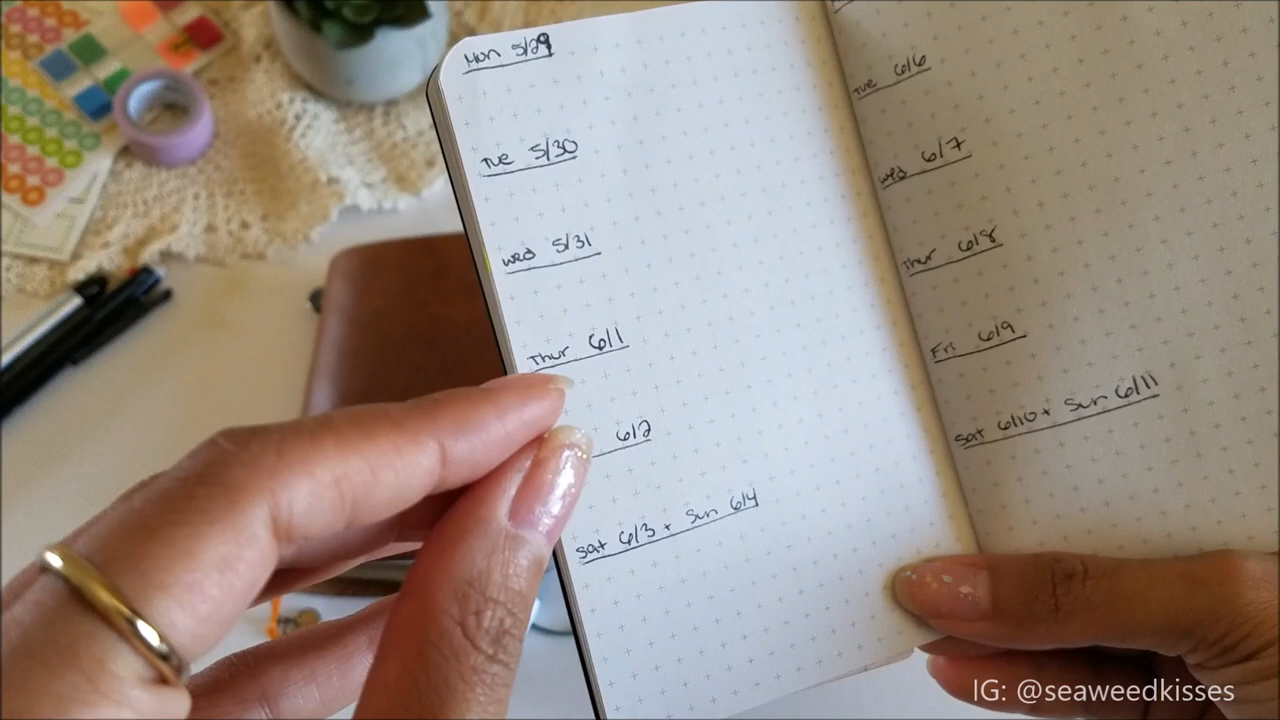 Mon 5/29
Tue 5/30
Wed 5/31
Thur 6/1
6/2
Sat 6/3 + Sun 6/4
Tue 6/6
Wed 6/7
Thur 6/8
Fri 6/9
Sat 6/10 + Sun 6/11
IG: @seaweedkisses